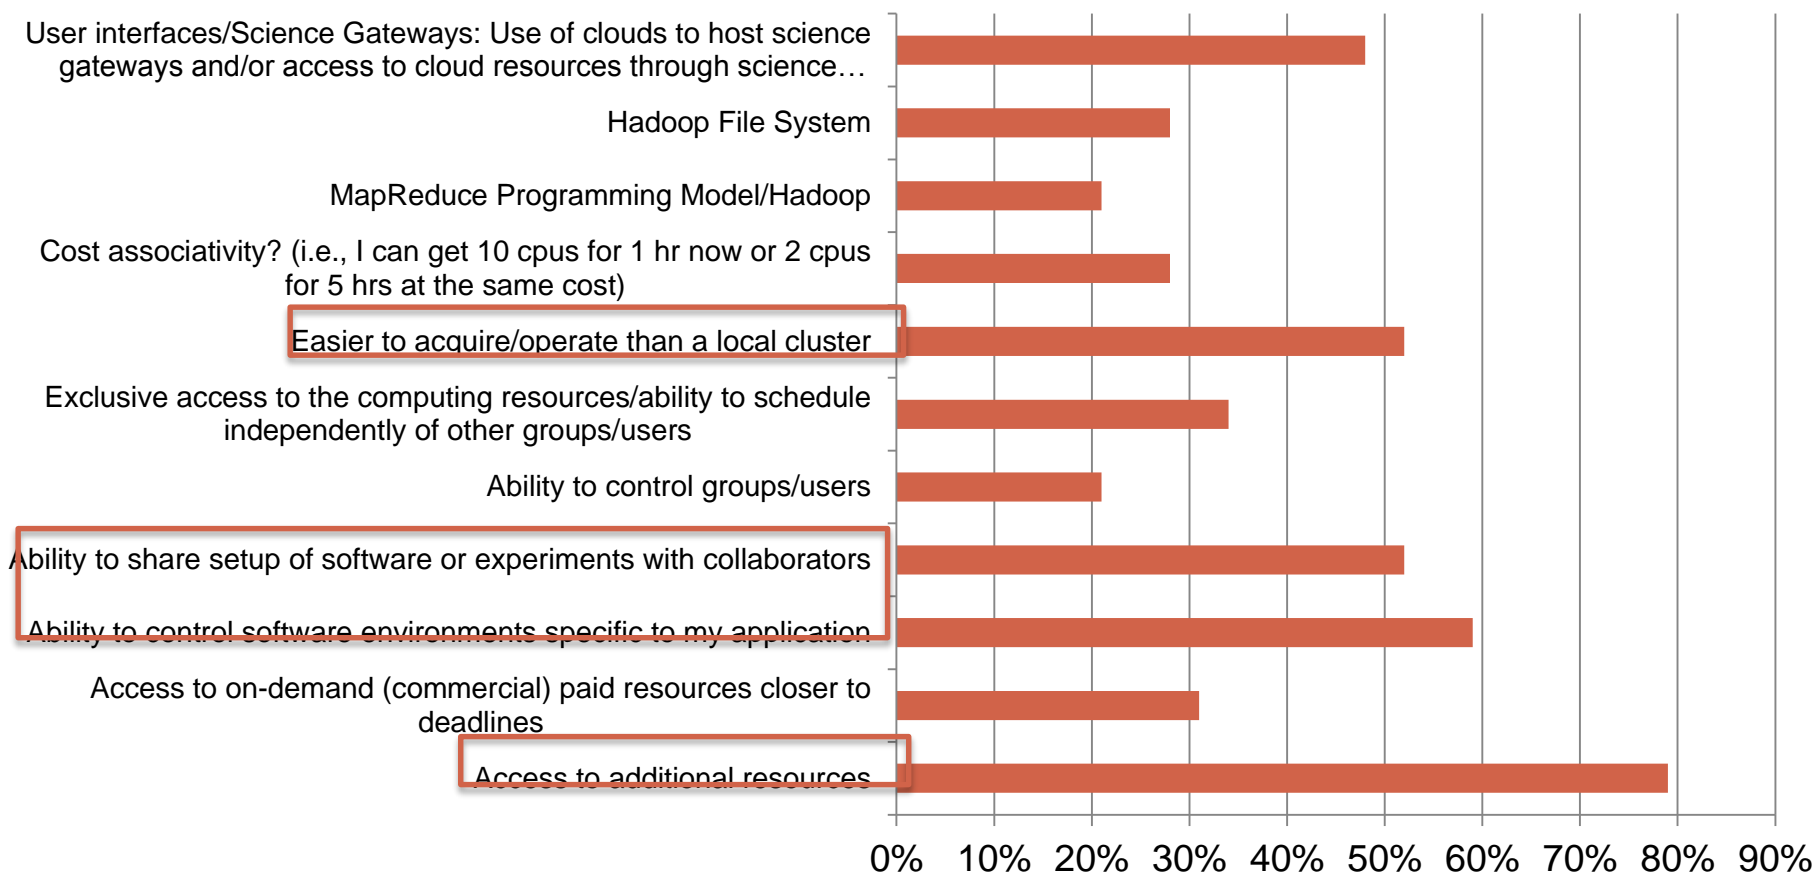 User interfaces/Science Gateways: Use of clouds to host science
gateways and/or access to cloud resources through science…
Hadoop File System
MapReduce Programming Model/Hadoop
Cost associativity? (i.e., I can get 10 cpus for 1 hr now or 2 cpus
for 5 hrs at the same cost)
Easier to acquire/operate than a local cluster
Exclusive access to the computing resources/ability to schedule
independently of other groups/users
Ability to control groups/users
Ability to share setup of software or experiments with collaborators
Ability to control software environments specific to my application
Access to on-demand (commercial) paid resources closer to
deadlines
Access to additional resources
0% 10% 20% 30% 40% 50% 60% 70% 80% 90%